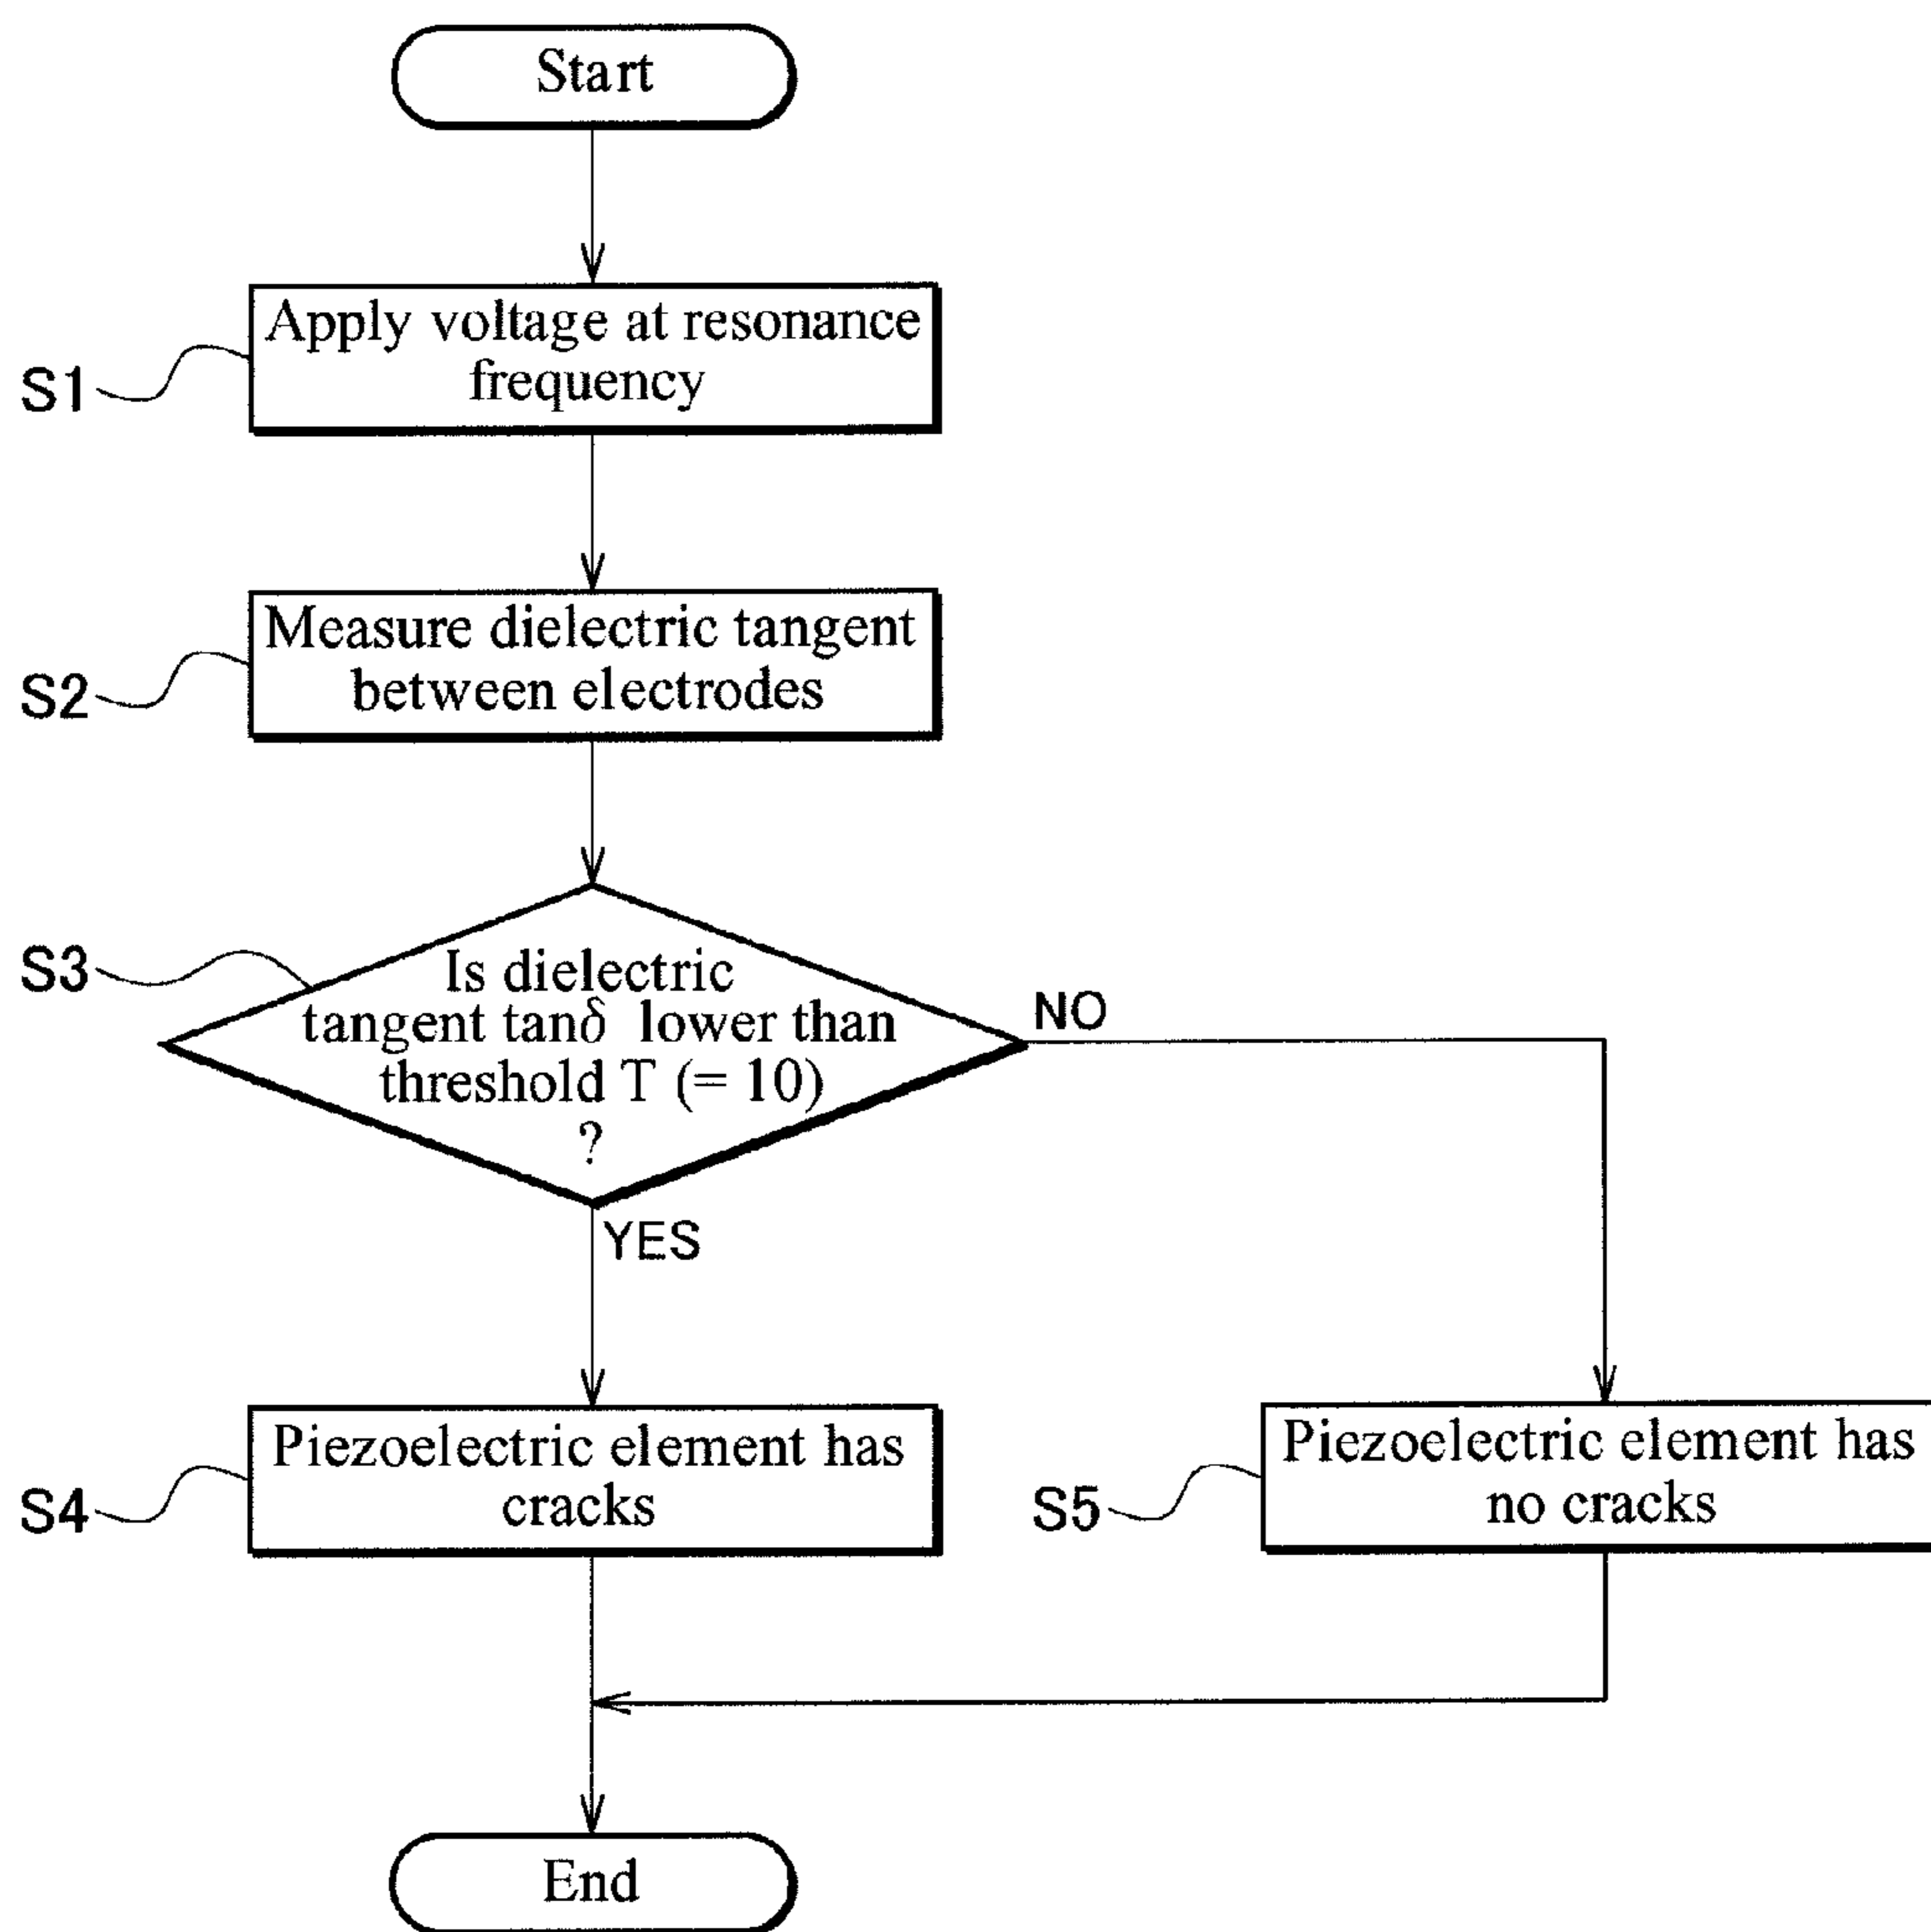 Start
S1
Apply voltage at resonance
frequency
S2
Measure dielectric tangent
between electrodes
S3
Is dielectric
tangent tanδ lower than
threshold T (= 10)
?
NO
YES
S4
Piezoelectric element has
cracks
S5
Piezoelectric element has
no cracks
End